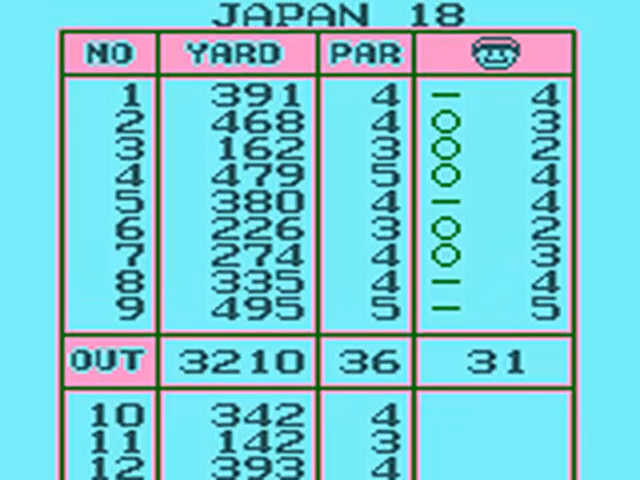 JAPAN 18
NO YARD PAR
1 391 4 – 4
2 468 4 ○ 3
3 162 3 ○ 2
4 479 5 ○ 4
5 380 4 – 4
6 226 3 ○ 2
7 274 4 ○ 3
8 335 4 – 4
9 495 5 – 5
OUT 3210 36 31
10 342 4
11 142 3
12 393 4